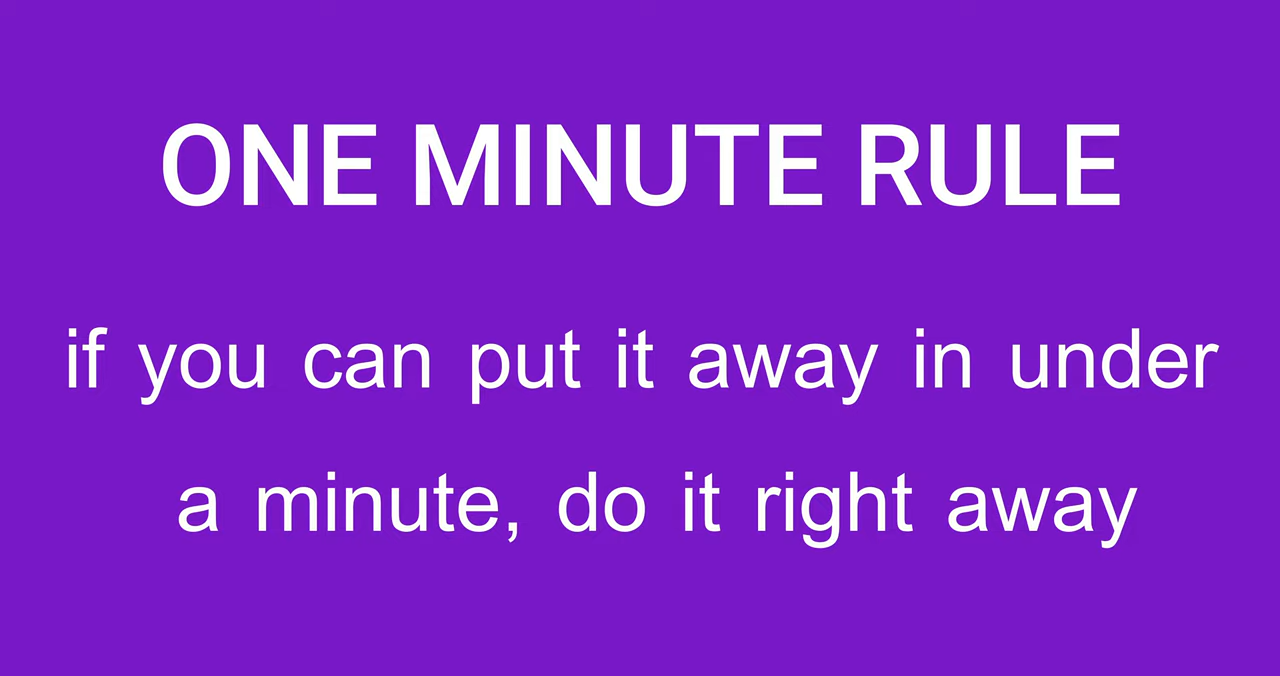 ONE MINUTE RULE
if you can put it away in under
a minute, do it right away